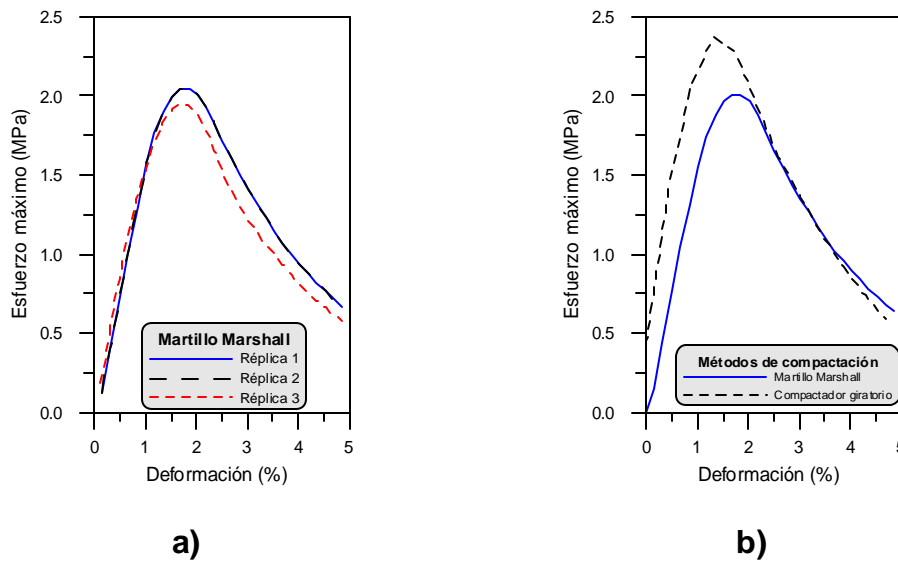 2.5
2.0
1.5
1.0
0.5
0.0
Esfuerzo máximo (MPa)
Martillo Marshall
Réplica 1
Réplica 2
Réplica 3
0 1 2 3 4 5
Deformación (%)
a)
2.5
2.0
1.5
1.0
0.5
0.0
Esfuerzo máximo (MPa)
Métodos de compactación
Martillo Marshall
Compactador giratorio
0 1 2 3 4 5
Deformación (%)
b)